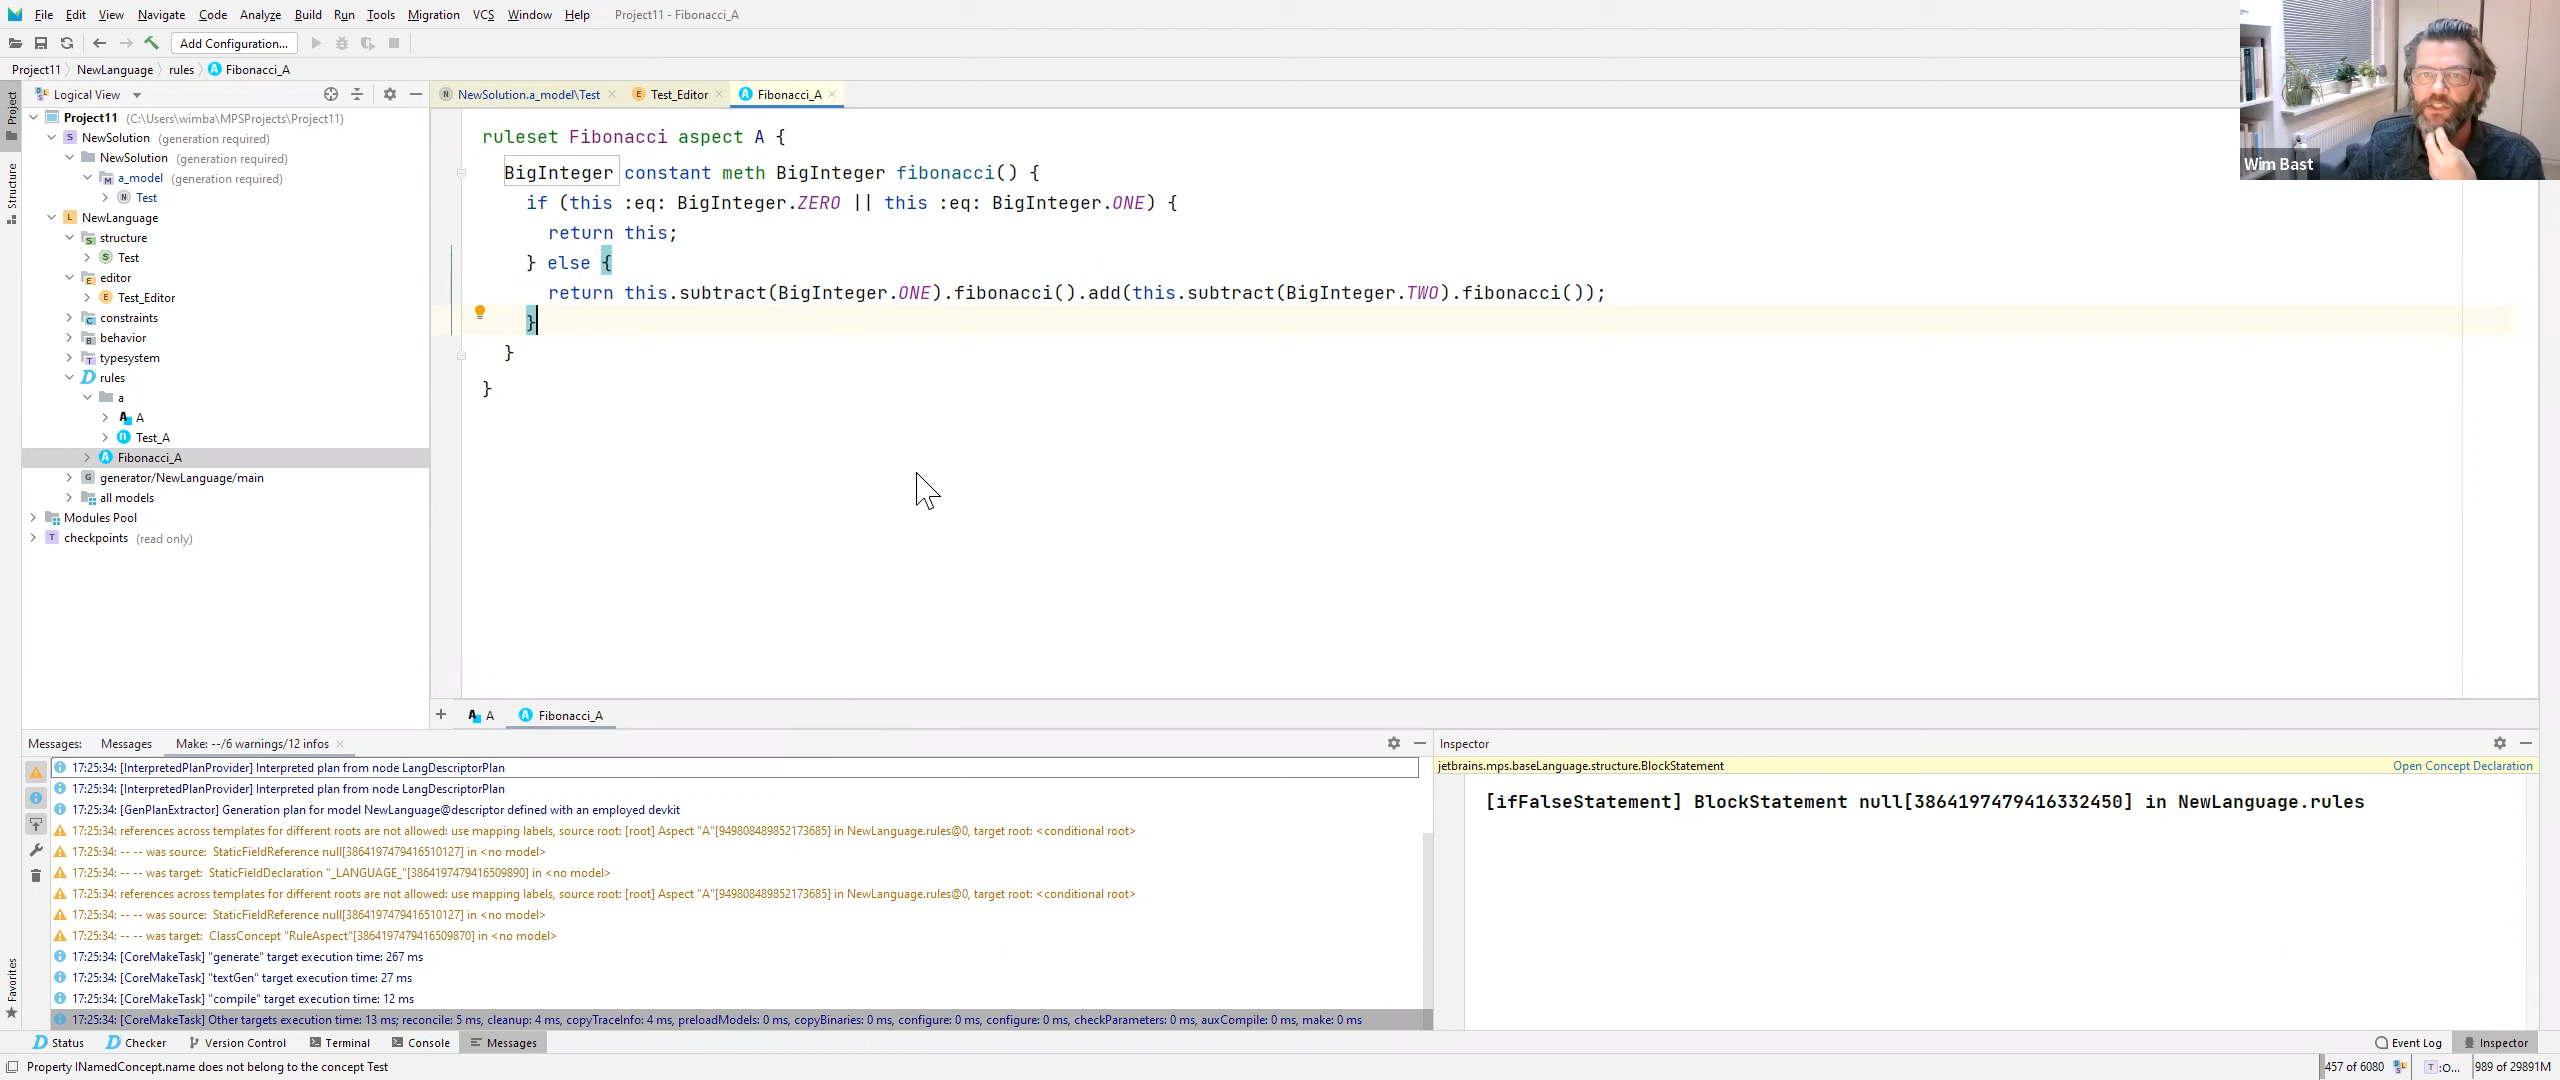 File Edit View Navigate Code Analyze Build Run Tools Migration VCS Window Help Project11 - Fibonacci_A
Add Configuration...
Project11 NewLanguage rules Fibonacci_A
Wim Bast
Project
Structure
Favorites
Logical View
Project11 (C:\Users\wimba\MPSProjects\Project11)
NewSolution (generation required)
NewSolution (generation required)
a_model (generation required)
Test
NewLanguage
structure
Test
editor
Test_Editor
constraints
behavior
typesystem
rules
a
A
Test_A
Fibonacci_A
generator/NewLanguage/main
all models
Modules Pool
checkpoints (read only)
NewSolution.a_model\Test Test_Editor Fibonacci_A
ruleset Fibonacci aspect A {
BigInteger constant meth BigInteger fibonacci() {
if (this :eq: BigInteger.ZERO || this :eq: BigInteger.ONE) {
return this;
} else {
return this.subtract(BigInteger.ONE).fibonacci().add(this.subtract(BigInteger.TWO).fibonacci());
}
}
}
A Fibonacci_A
Messages: Messages Make: --/6 warnings/12 infos
17:25:34: [InterpretedPlanProvider] Interpreted plan from node LangDescriptorPlan
17:25:34: [InterpretedPlanProvider] Interpreted plan from node LangDescriptorPlan
17:25:34: [GenPlanExtractor] Generation plan for model NewLanguage@descriptor defined with an employed devkit
17:25:34: references across templates for different roots are not allowed: use mapping labels, source root: [root] Aspect "A"[949808489852173685] in NewLanguage.rules@0, target root: <conditional root>
17:25:34: -- -- was source: StaticFieldReference null[3864197479416510127] in <no model>
17:25:34: -- -- was target: StaticFieldDeclaration "_LANGUAGE_"[3864197479416509890] in <no model>
17:25:34: references across templates for different roots are not allowed: use mapping labels, source root: [root] Aspect "A"[949808489852173685] in NewLanguage.rules@0, target root: <conditional root>
17:25:34: -- -- was source: StaticFieldReference null[3864197479416510127] in <no model>
17:25:34: -- -- was target: ClassConcept "RuleAspect"[3864197479416509870] in <no model>
17:25:34: [CoreMakeTask] "generate" target execution time: 267 ms
17:25:34: [CoreMakeTask] "textGen" target execution time: 27 ms
17:25:34: [CoreMakeTask] "compile" target execution time: 12 ms
17:25:34: [CoreMakeTask] Other targets execution time: 13 ms; reconcile: 5 ms, cleanup: 4 ms, copyTraceInfo: 4 ms, preloadModels: 0 ms, copyBinaries: 0 ms, configure: 0 ms, configure: 0 ms, checkParameters: 0 ms, auxCompile: 0 ms, make: 0 ms
Inspector
jetbrains.mps.baseLanguage.structure.BlockStatement Open Concept Declaration
[ifFalseStatement] BlockStatement null[3864197479416332450] in NewLanguage.rules
Status Checker Version Control Terminal Console Messages Event Log Inspector
Property INamedConcept.name does not belong to the concept Test 457 of 6080 T:O... 989 of 29891M